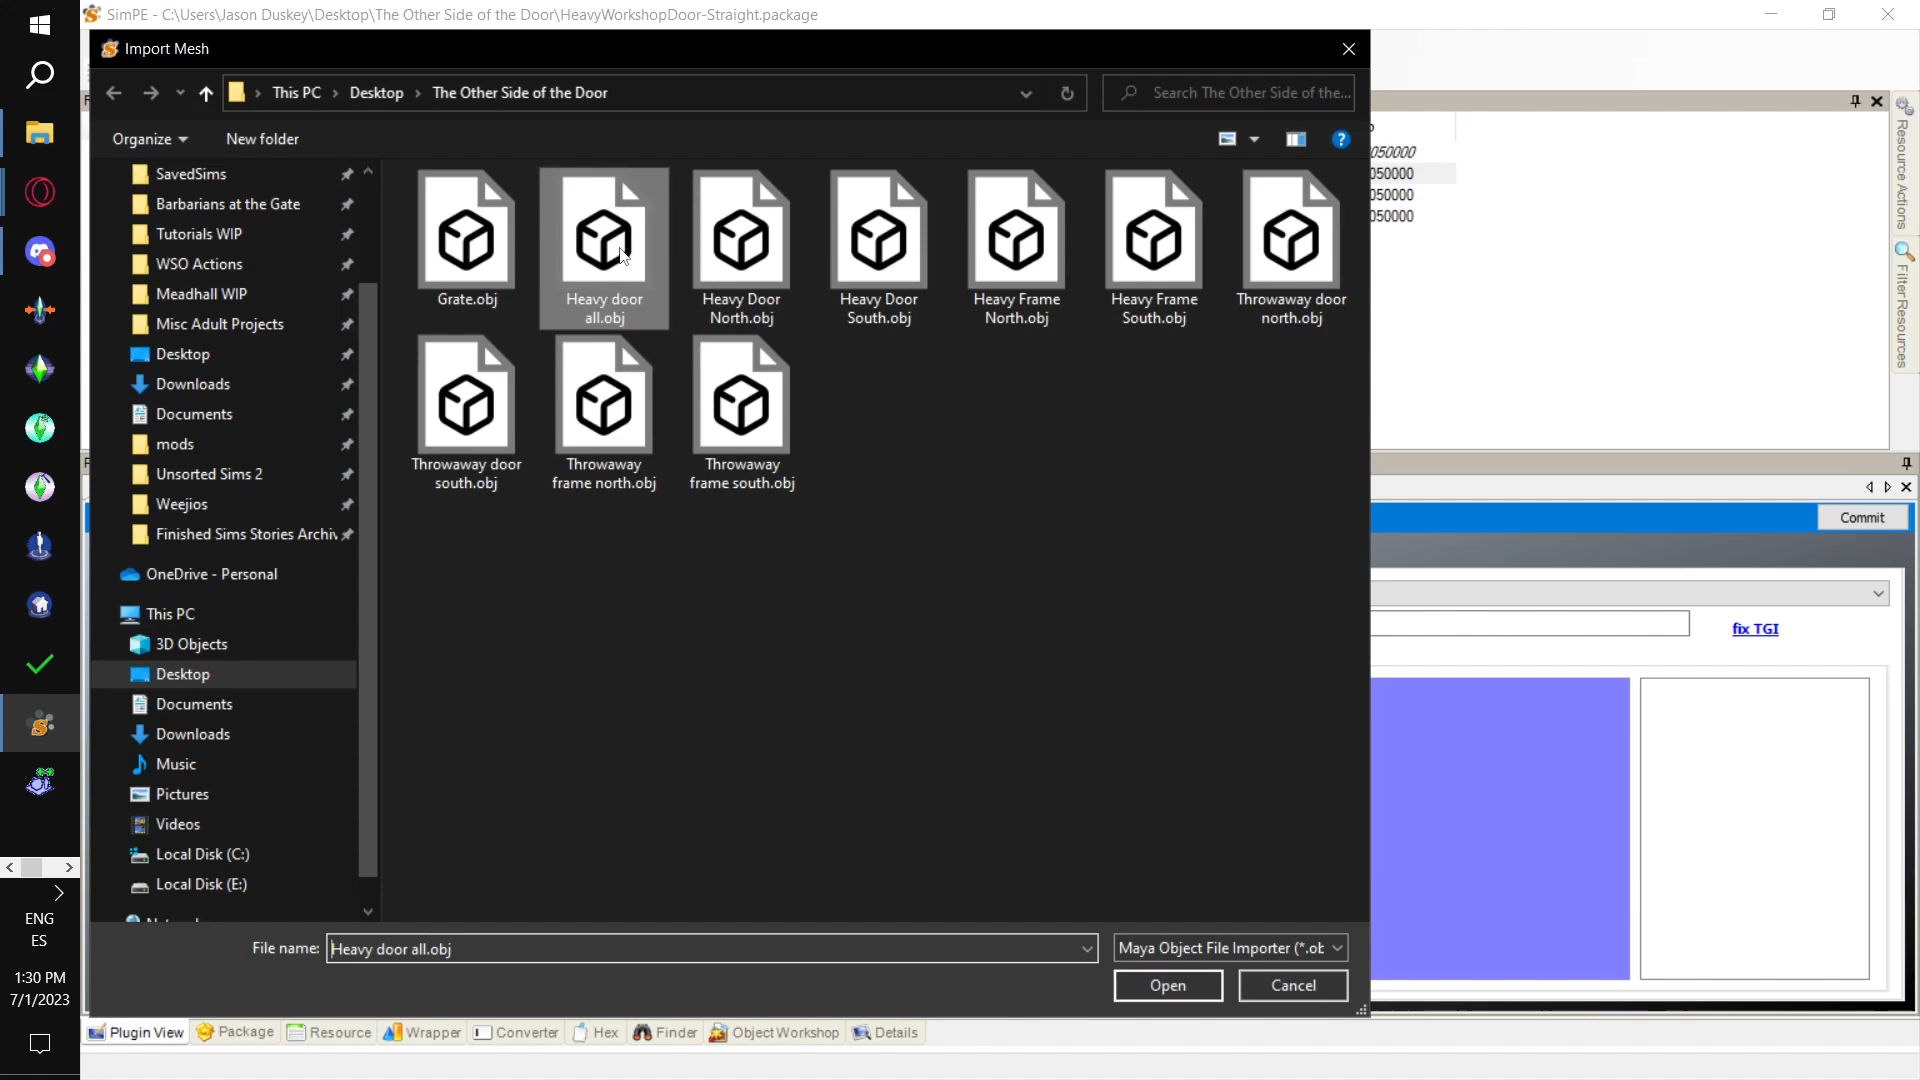 SimPE - C:\Users\Jason Duskey\Desktop\The Other Side of the Door\HeavyWorkshopDoor-Straight.package
Import Mesh
This PC > Desktop > The Other Side of the Door
Search The Other Side of the...
Organize
New folder
SavedSims
Barbarians at the Gate
Tutorials WIP
WSO Actions
Meadhall WIP
Misc Adult Projects
Desktop
Downloads
Documents
mods
Unsorted Sims 2
Weejios
Finished Sims Stories Archiv
OneDrive - Personal
This PC
3D Objects
Desktop
Documents
Downloads
Music
Pictures
Videos
Local Disk (C:)
Local Disk (E:)
Grate.obj
Heavy door
all.obj
Heavy Door
North.obj
Heavy Door
South.obj
Heavy Frame
North.obj
Heavy Frame
South.obj
Throwaway door
north.obj
Throwaway door
south.obj
Throwaway
frame north.obj
Throwaway
frame south.obj
File name:
Heavy door all.obj
Maya Object File Importer (*.ob
Open
Cancel
050000
050000
050000
050000
Resource Actions
Filter Resources
Commit
fix TGI
ENG
ES
1:30 PM
7/1/2023
Plugin View
Package
Resource
Wrapper
Converter
Hex
Finder
Object Workshop
Details